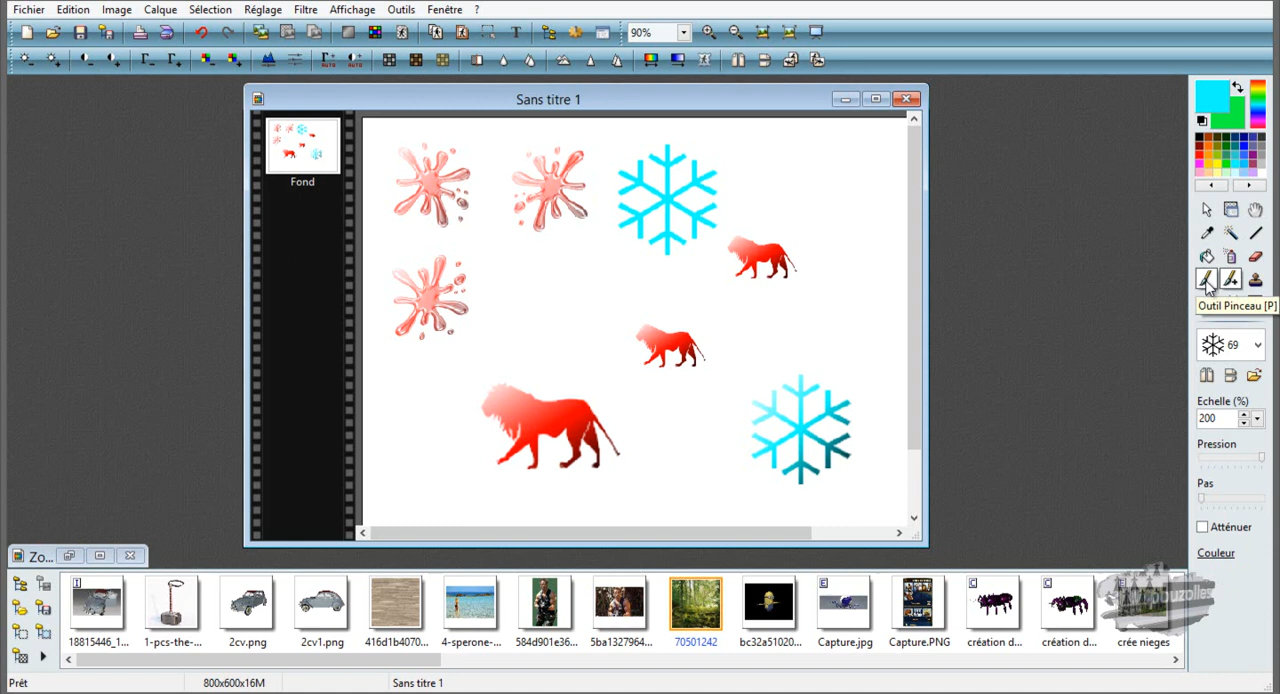 Fichier Edition Image Calque Sélection Réglage Filtre Affichage Outils Fenêtre ?
90%
Sans titre 1
Fond
Outil Pinceau [P]
69
Echelle (%)
200
Pression
Pas
Atténuer
Couleur
Zo...
18815446_1... 1-pcs-the-... 2cv.png 2cv1.png 416d1b4070... 4-sperone-... 584d901e36... 5ba1327964... 70501242 bc32a51020... Capture.jpg Capture.PNG création d... création d... crée nieges
Prêt 800x600x16M Sans titre 1